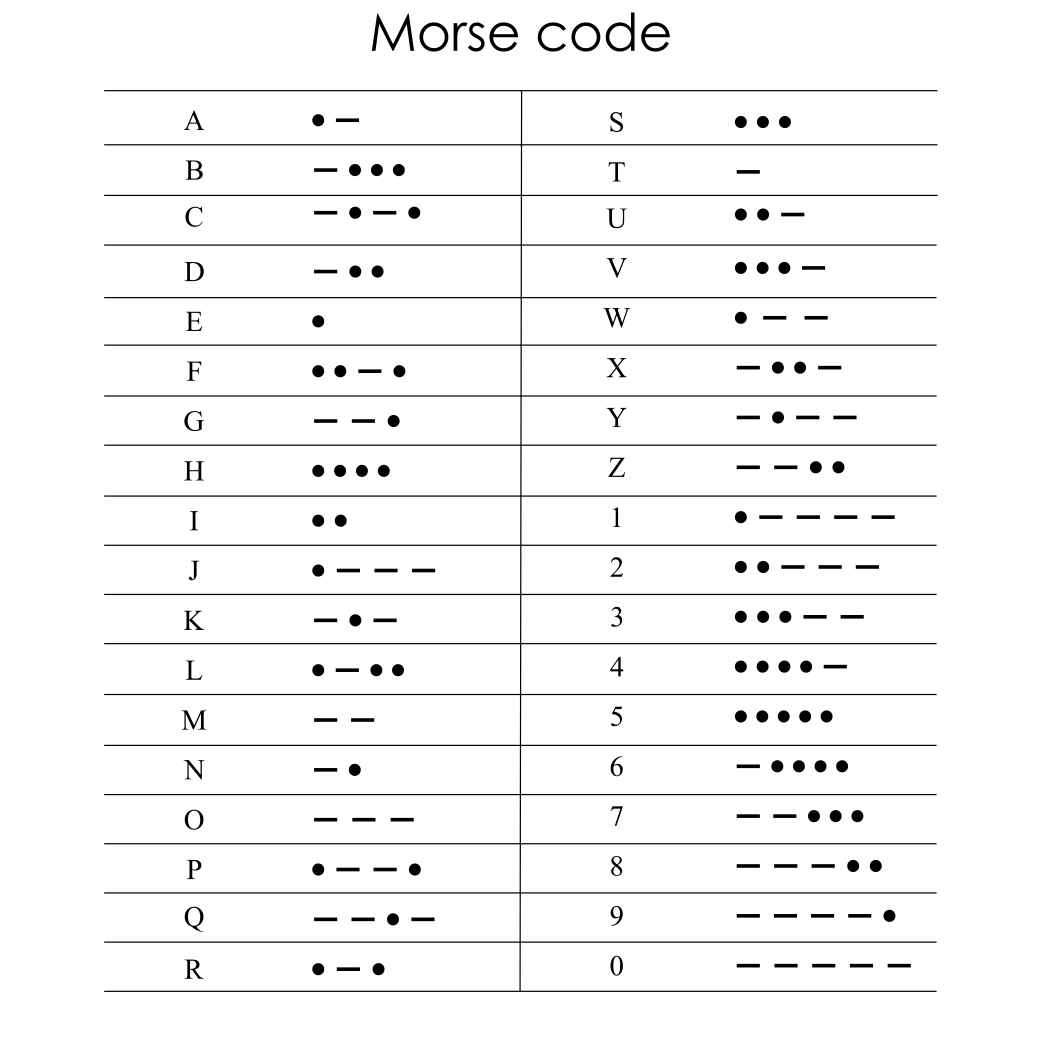 Morse code
A ● — S ● ● ●
B — ● ● ● T —
C — ● — ● U ● ● —
D — ● ● V ● ● ● —
E ● W ● — —
F ● ● — ● X — ● ● —
G — — ● Y — ● — —
H ● ● ● ● Z — — ● ●
I ● ● 1 ● — — — —
J ● — — — 2 ● ● — — —
K — ● — 3 ● ● ● — —
L ● — ● ● 4 ● ● ● ● —
M — — 5 ● ● ● ● ●
N — ● 6 — ● ● ● ●
O — — — 7 — — ● ● ●
P ● — — ● 8 — — — ● ●
Q — — ● — 9 — — — — ●
R ● — ● 0 — — — — —